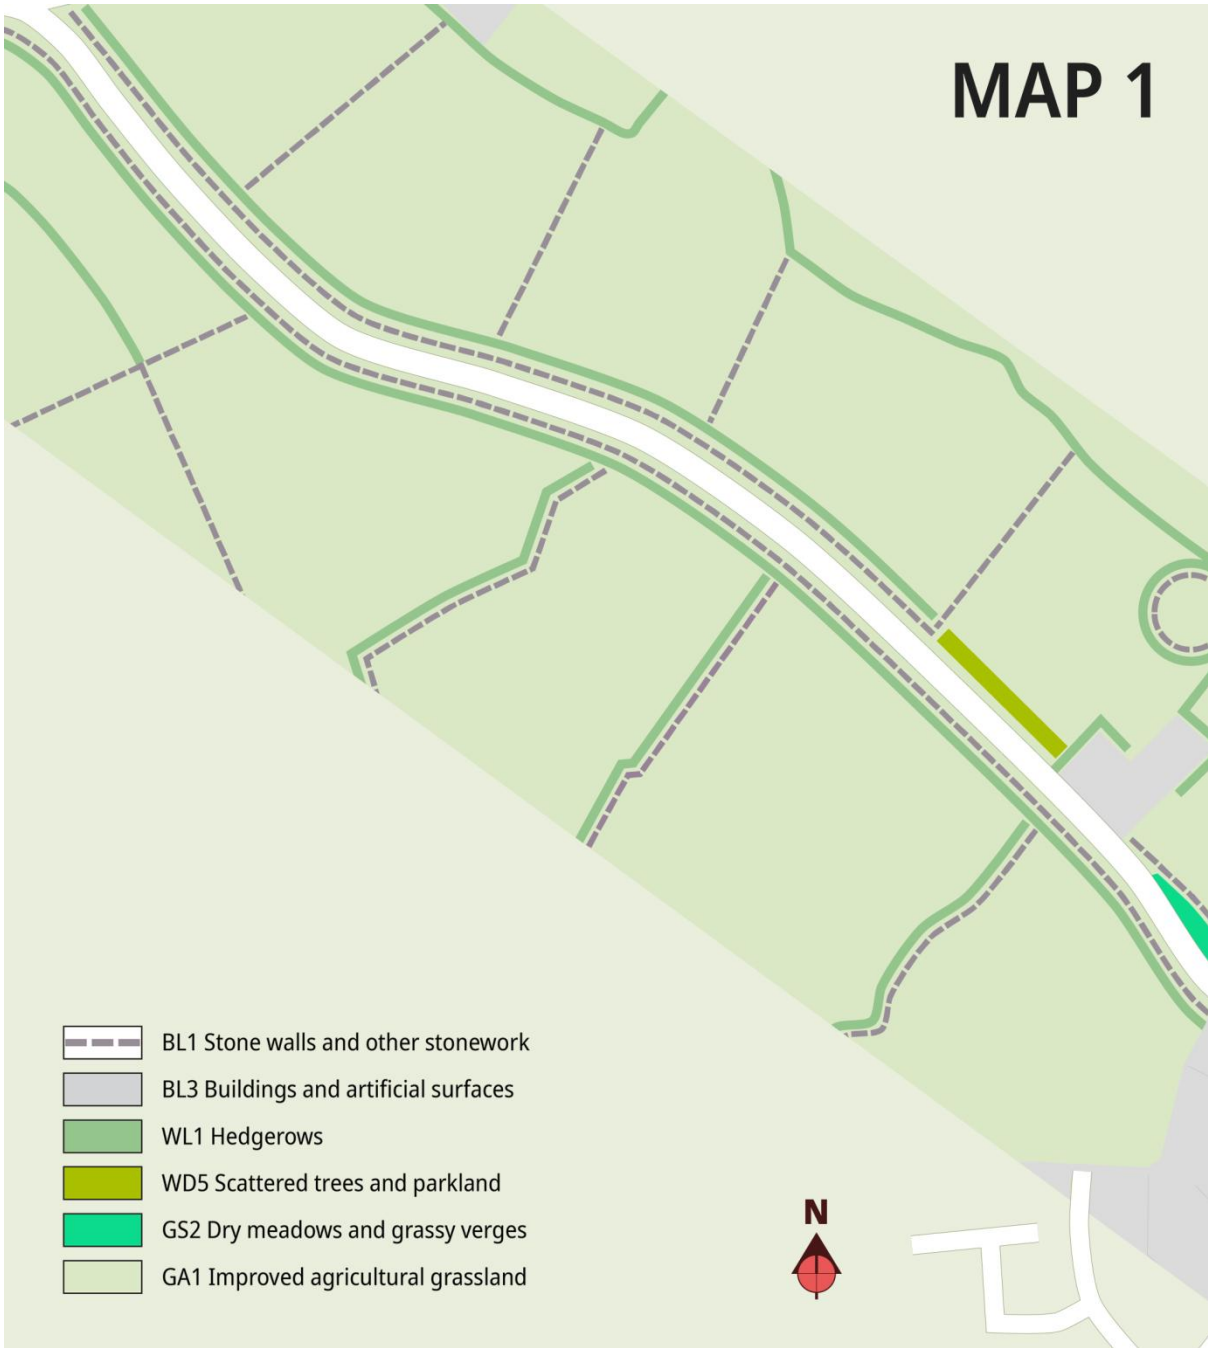 MAP 1
BL1 Stone walls and other stonework
BL3 Buildings and artificial surfaces
WL1 Hedgerows
WD5 Scattered trees and parkland
GS2 Dry meadows and grassy verges
GA1 Improved agricultural grassland
N